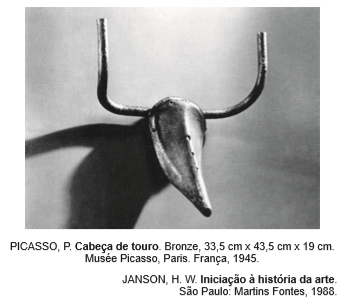 PICASSO, P. Cabeça de touro. Bronze, 33,5 cm x 43,5 cm x 19 cm.
Musée Picasso, Paris. França, 1945.
JANSON, H. W. Iniciação à história da arte.
São Paulo: Martins Fontes, 1988.